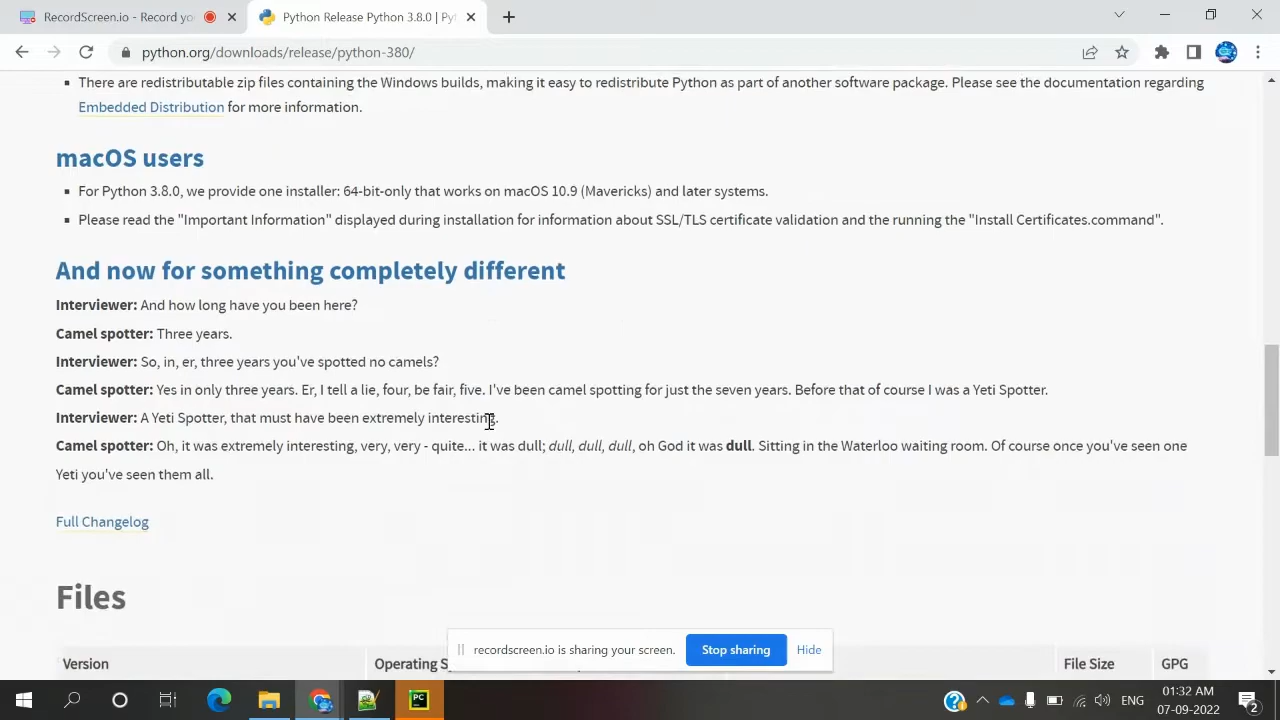 RecordScreen.io - Record yo
Python Release Python 3.8.0 | Py
python.org/downloads/release/python-380/
There are redistributable zip files containing the Windows builds, making it easy to redistribute Python as part of another software package. Please see the documentation regarding
Embedded Distribution for more information.
macOS users
For Python 3.8.0, we provide one installer: 64-bit-only that works on macOS 10.9 (Mavericks) and later systems.
Please read the "Important Information" displayed during installation for information about SSL/TLS certificate validation and the running the "Install Certificates.command".
And now for something completely different
Interviewer: And how long have you been here?
Camel spotter: Three years.
Interviewer: So, in, er, three years you've spotted no camels?
Camel spotter: Yes in only three years. Er, I tell a lie, four, be fair, five. I've been camel spotting for just the seven years. Before that of course I was a Yeti Spotter.
Interviewer: A Yeti Spotter, that must have been extremely interesting.
Camel spotter: Oh, it was extremely interesting, very, very - quite... it was dull; dull, dull, dull, oh God it was dull. Sitting in the Waterloo waiting room. Of course once you've seen one
Yeti you've seen them all.
Full Changelog
Files
recordscreen.io is sharing your screen. Stop sharing Hide
Version Operating Sy File Size GPG
PC
ENG
01:32 AM
07-09-2022
2